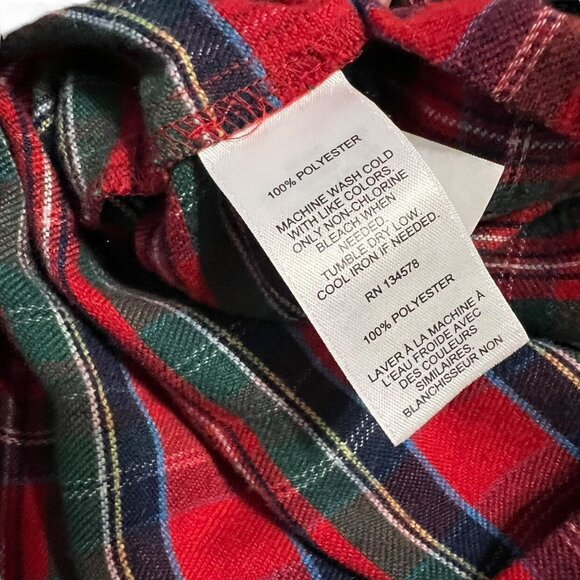 100% POLYESTER
MACHINE WASH COLD
WITH LIKE COLORS.
ONLY NON-CHLORINE
BLEACH WHEN
NEEDED
TUMBLE DRY LOW.
COOL IRON IF NEEDED.
RN 134578
100% POLYESTER
LAVER À LA MACHINE À
L'EAU FROIDE AVEC
DES COULEURS
SIMILAIRES.
BLANCHISSEUR NON